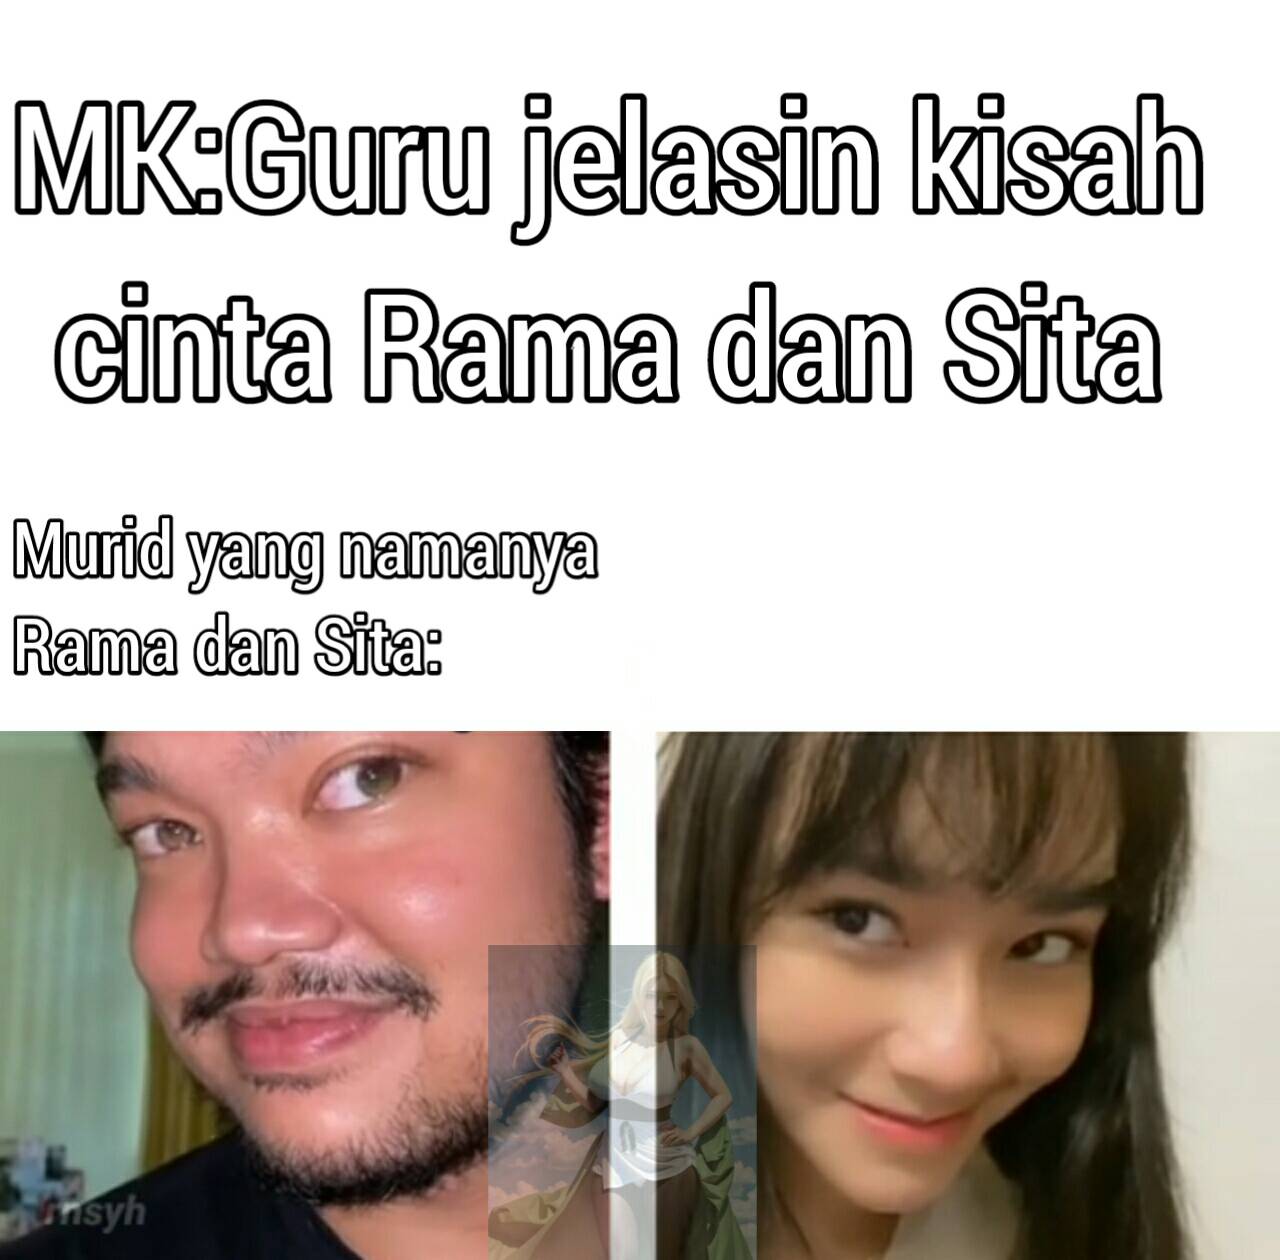 MK:Guru jelasin kisah
cinta Rama dan Sita
Murid yang namanya
Rama dan Sita: